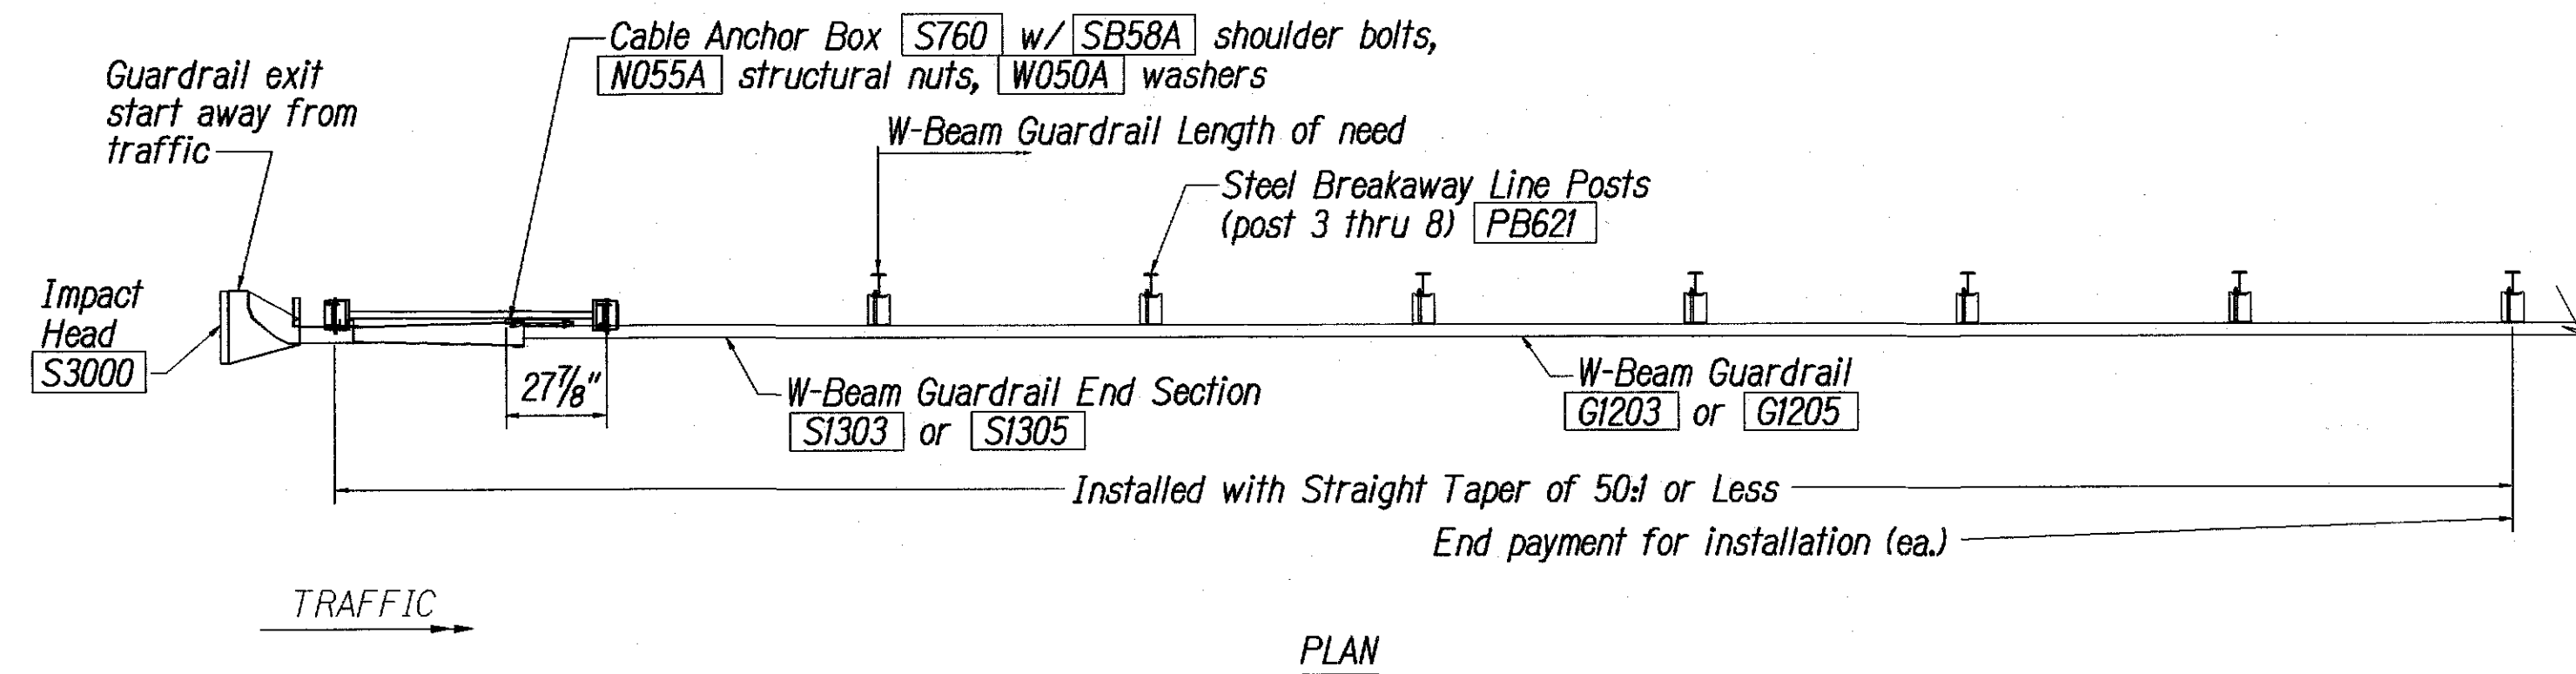 Cable Anchor Box S760 w/ SB58A shoulder bolts,
N055A structural nuts, W050A washers
Guardrail exit
start away from
traffic
W-Beam Guardrail Length of need
Steel Breakaway Line Posts
(post 3 thru 8) PB621
Impact
Head
S3000
27 7/8"
W-Beam Guardrail End Section
S1303 or S1305
W-Beam Guardrail
G1203 or G1205
Installed with Straight Taper of 50:1 or Less
End payment for installation (ea.)
TRAFFIC
PLAN